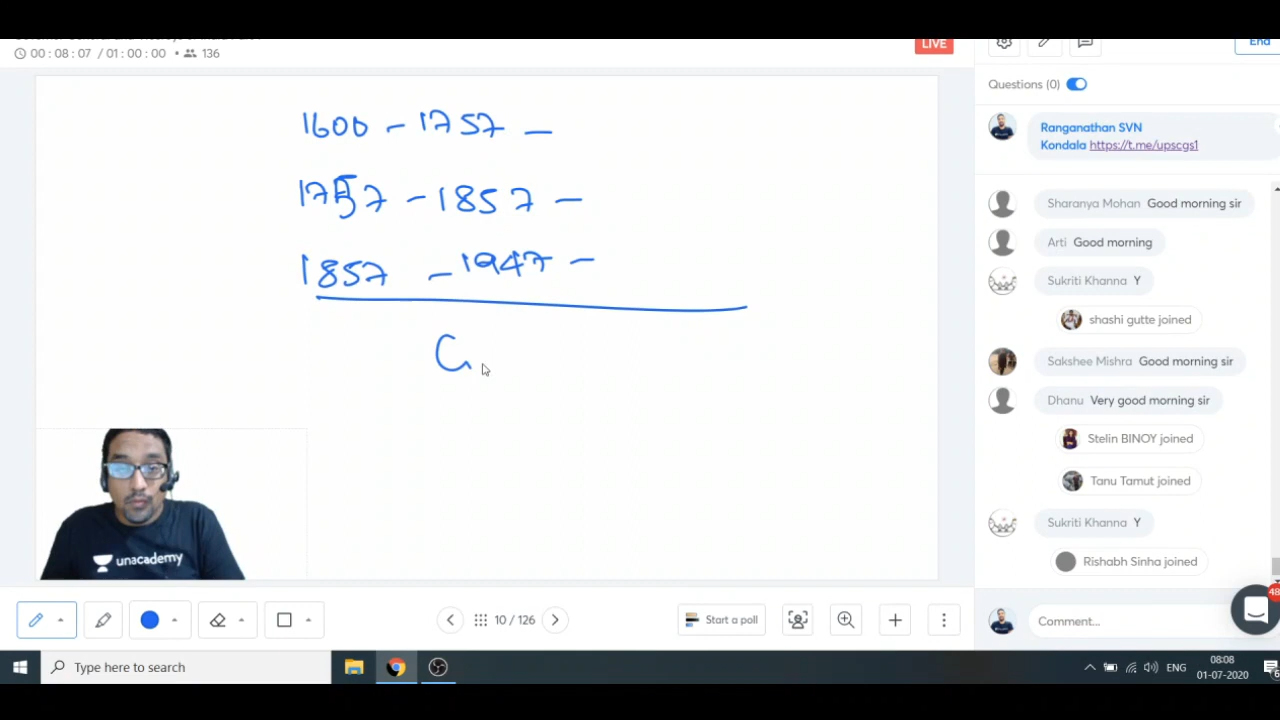 00 : 08 : 07 / 01 : 00 : 00 • 136
LIVE
End
1600 - 1757 -
1757 - 1857 -
1857 - 1947 -
C
unacademy
Questions (0)
Ranganathan SVN
Kondala https://t.me/upscgs1
Sharanya Mohan Good morning sir
Arti Good morning
Sukriti Khanna Y
shashi gutte joined
Sakshee Mishra Good morning sir
Dhanu Very good morning sir
Stelin BINOY joined
Tanu Tamut joined
Sukriti Khanna Y
Rishabh Sinha joined
48
10 / 126
Start a poll
Comment...
Type here to search
ENG
08:08
01-07-2020
6